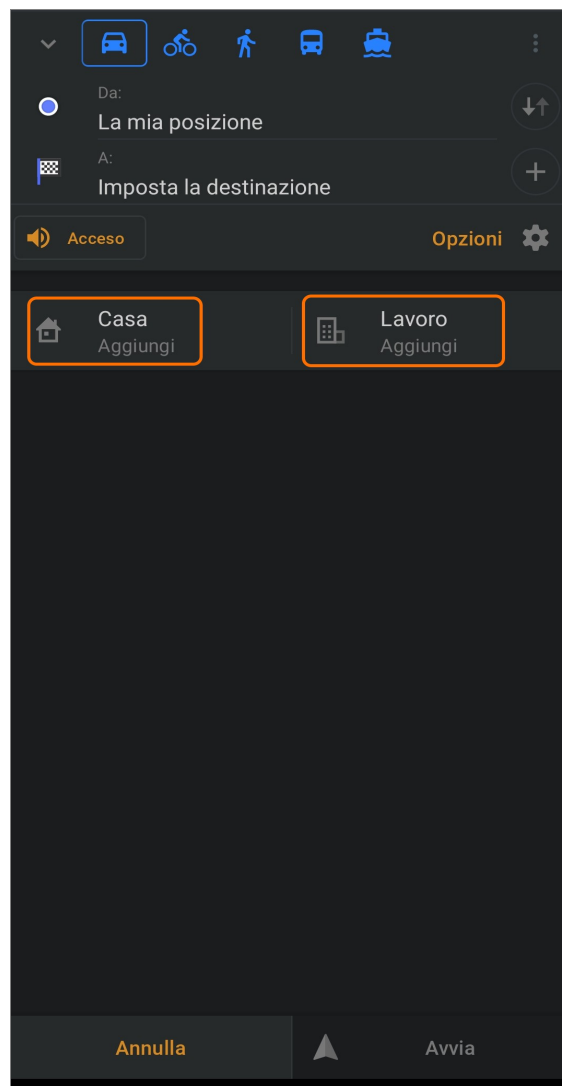 Da:
La mia posizione
A:
Imposta la destinazione
Acceso
Opzioni
Casa
Aggiungi
Lavoro
Aggiungi
Annulla
Avvia